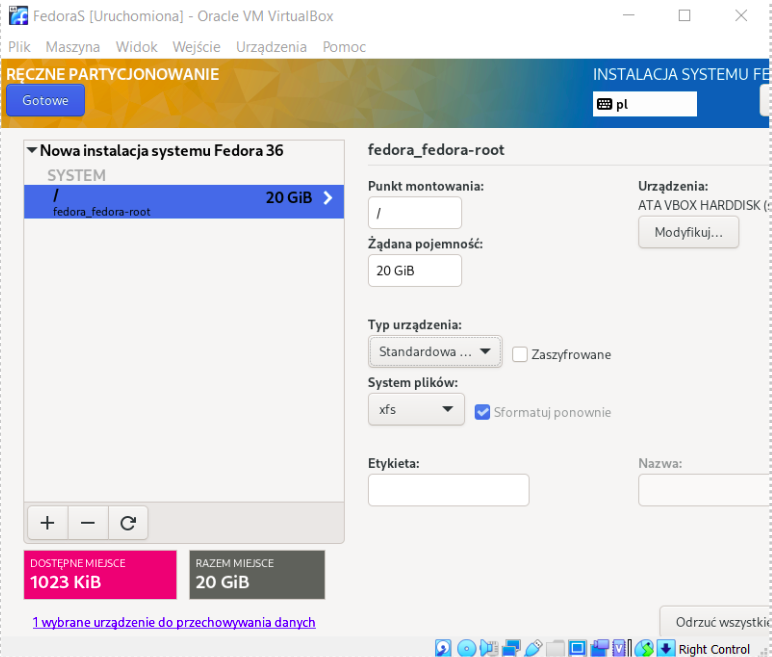 FedoraS [Uruchomiona] - Oracle VM VirtualBox
Plik Maszyna Widok Wejście Urządzenia Pomoc
RĘCZNE PARTYCJONOWANIE
INSTALACJA SYSTEMU FE
Gotowe
pl
Nowa instalacja systemu Fedora 36
SYSTEM
/ 20 GiB
fedora_fedora-root
fedora_fedora-root
Punkt montowania:
/
Urządzenia:
ATA VBOX HARDDISK (
Modyfikuj...
Żądana pojemność:
20 GiB
Typ urządzenia:
Standardowa ...
Zaszyfrowane
System plików:
xfs
Sformatuj ponownie
Etykieta:
Nazwa:
DOSTĘPNE MIEJSCE
1023 KiB
RAZEM MIEJSCE
20 GiB
1 wybrane urządzenie do przechowywania danych
Odrzuć wszystkie
Right Control